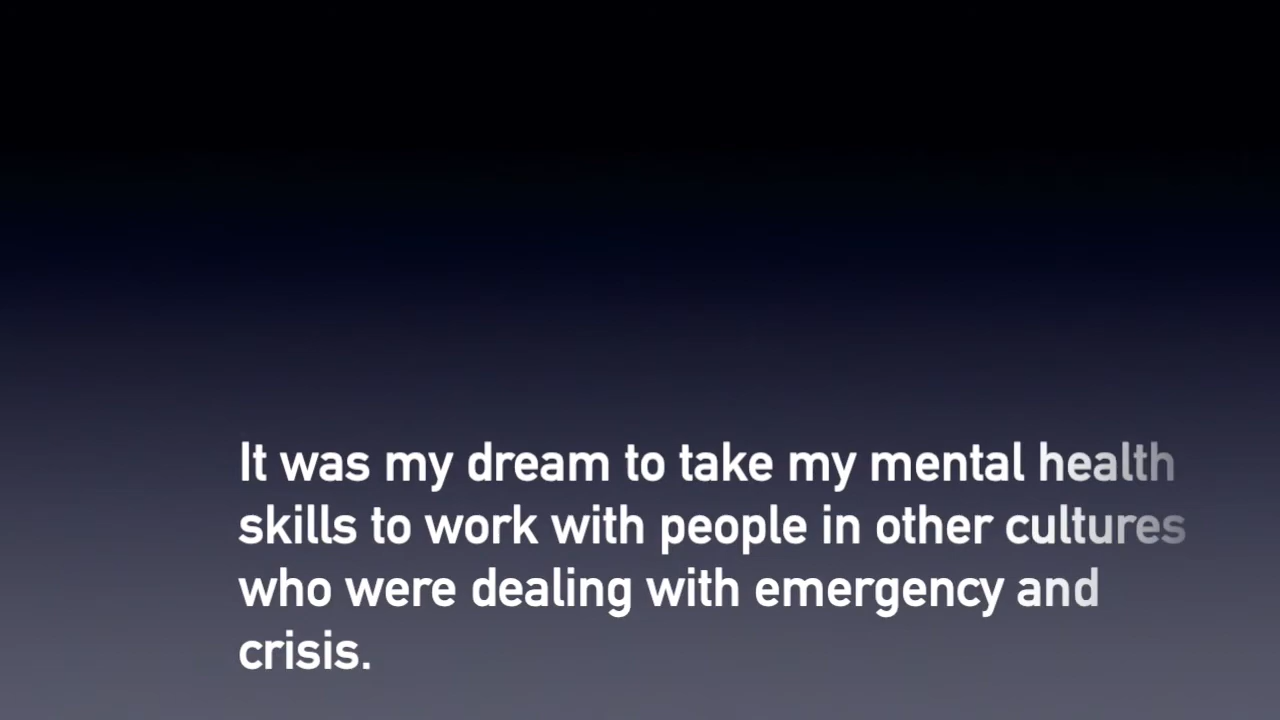 It was my dream to take my mental health
skills to work with people in other cultures
who were dealing with emergency and
crisis.